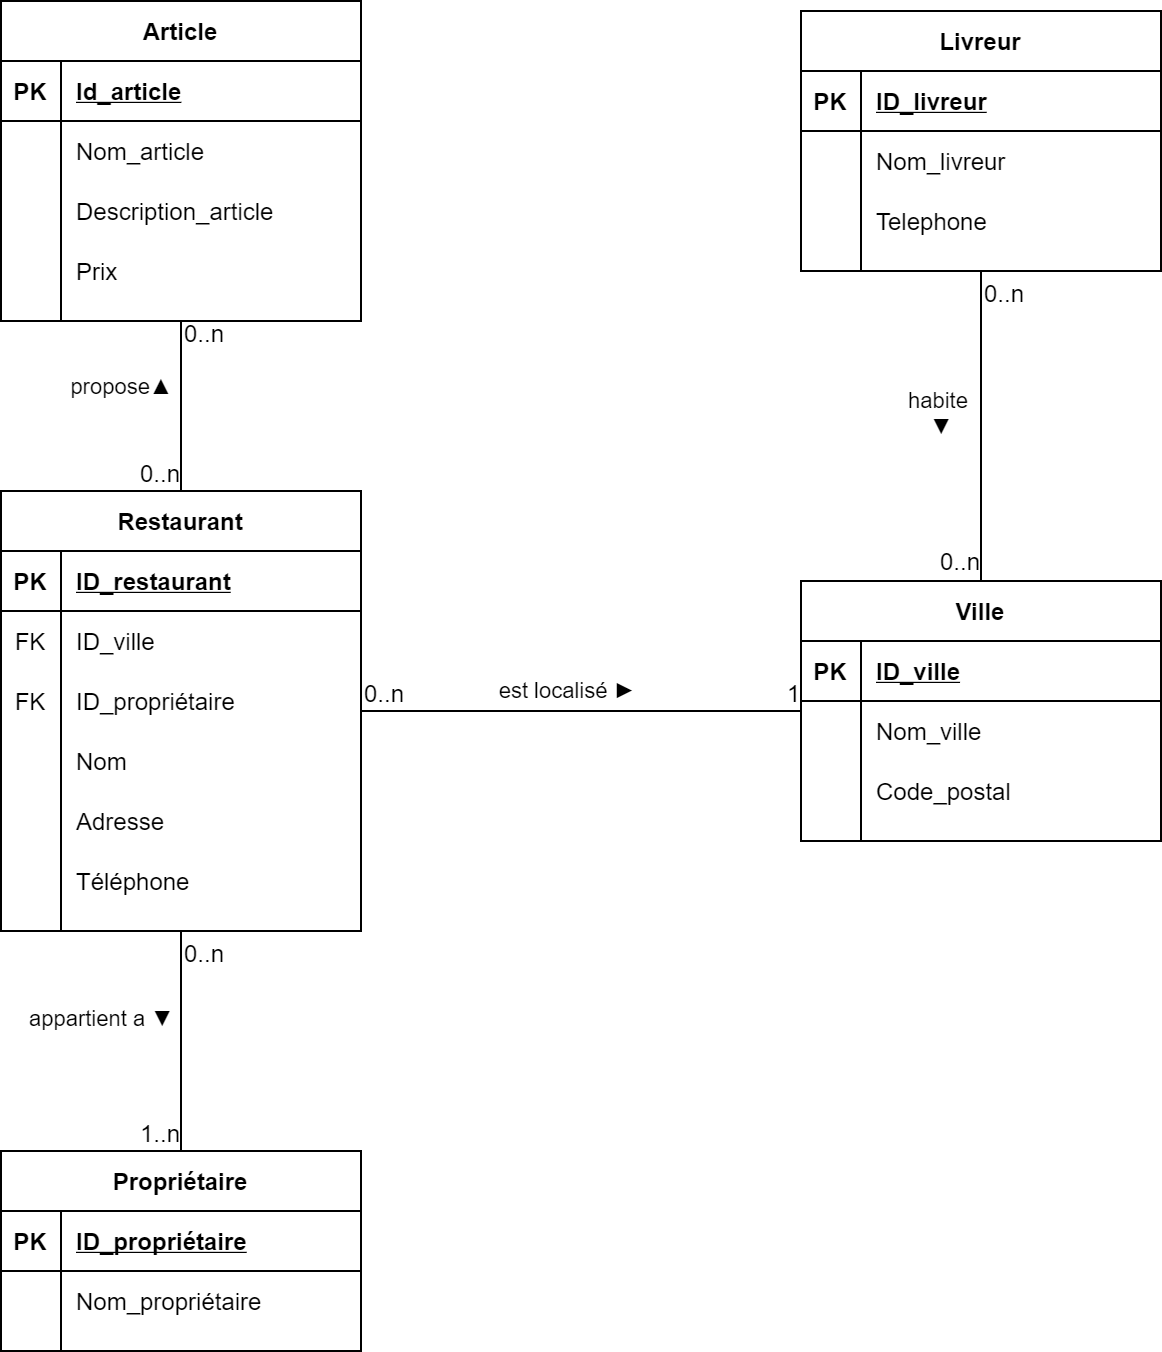 Article
PK Id_article
Nom_article
Description_article
Prix
0..n
propose▲
0..n
Restaurant
PK ID_restaurant
FK ID_ville
FK ID_propriétaire
Nom
Adresse
Téléphone
0..n
appartient a ▼
1..n
Propriétaire
PK ID_propriétaire
Nom_propriétaire
0..n
est localisé ►
1
Livreur
PK ID_livreur
Nom_livreur
Telephone
0..n
habite
▼
0..n
Ville
PK ID_ville
Nom_ville
Code_postal